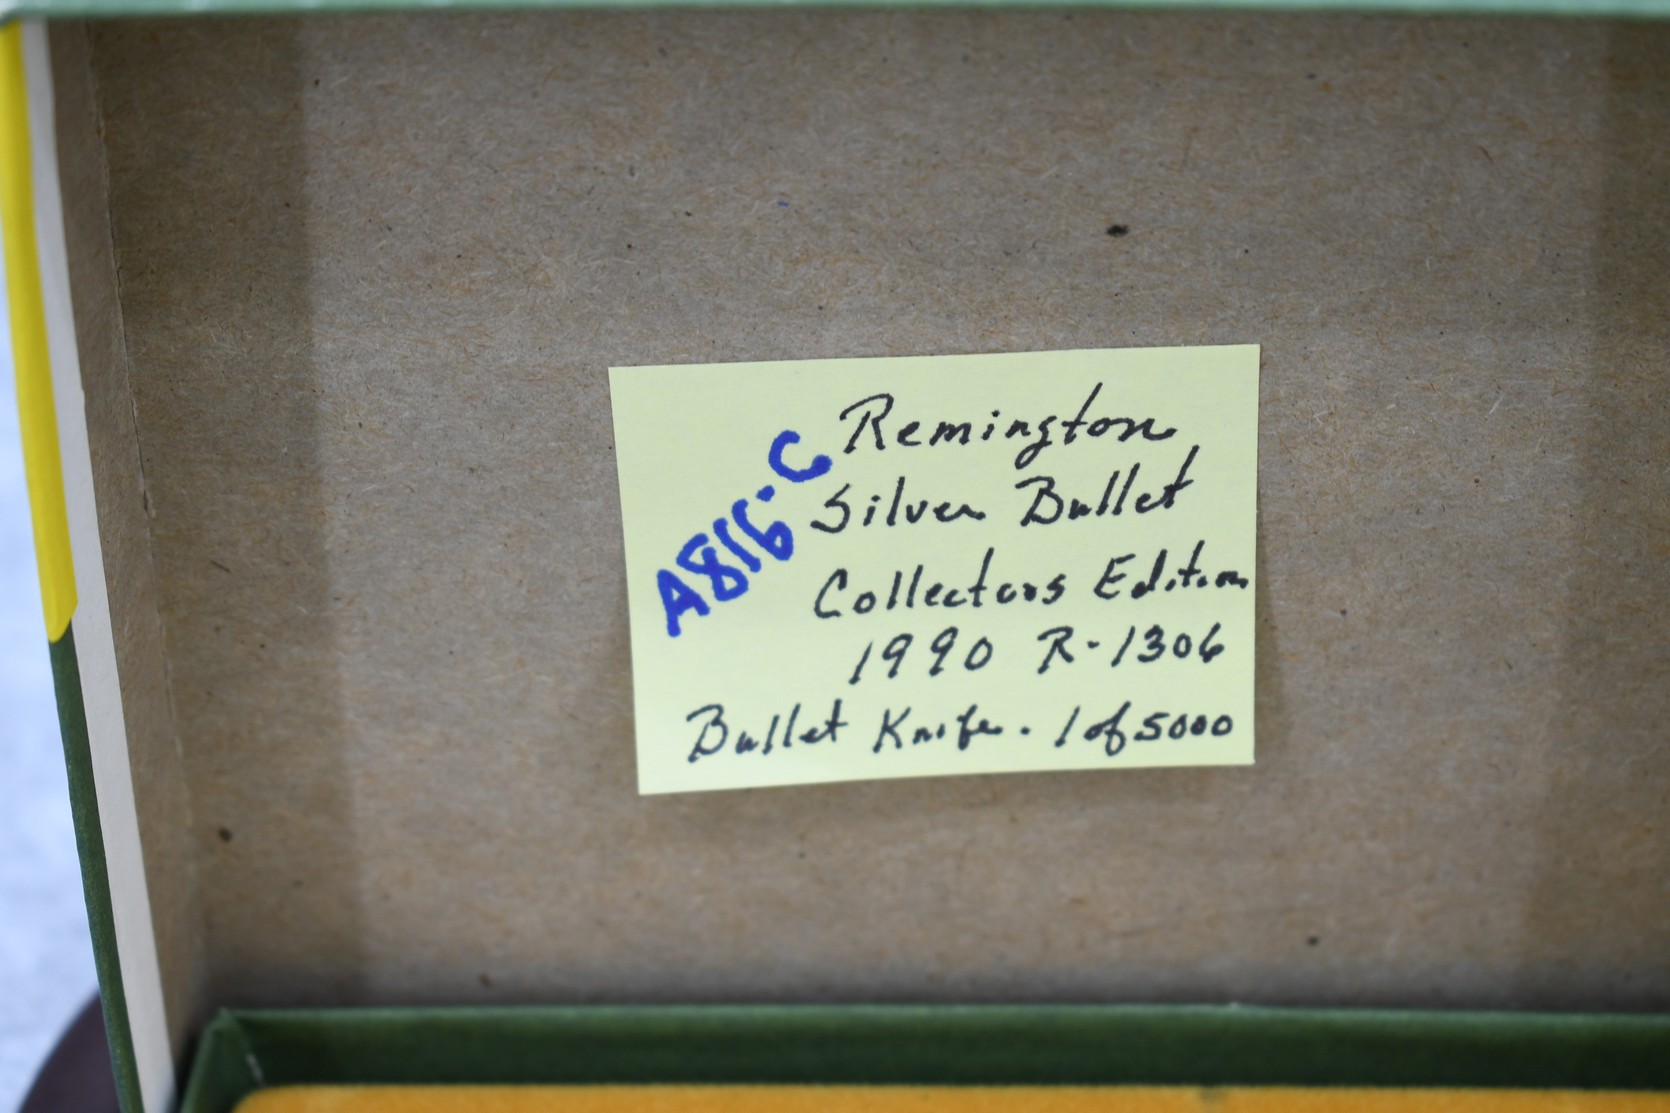 A816-C
Remington
Silver Bullet
Collectors Edition
1990 R-1306
Bullet Knife. 1 of 5000